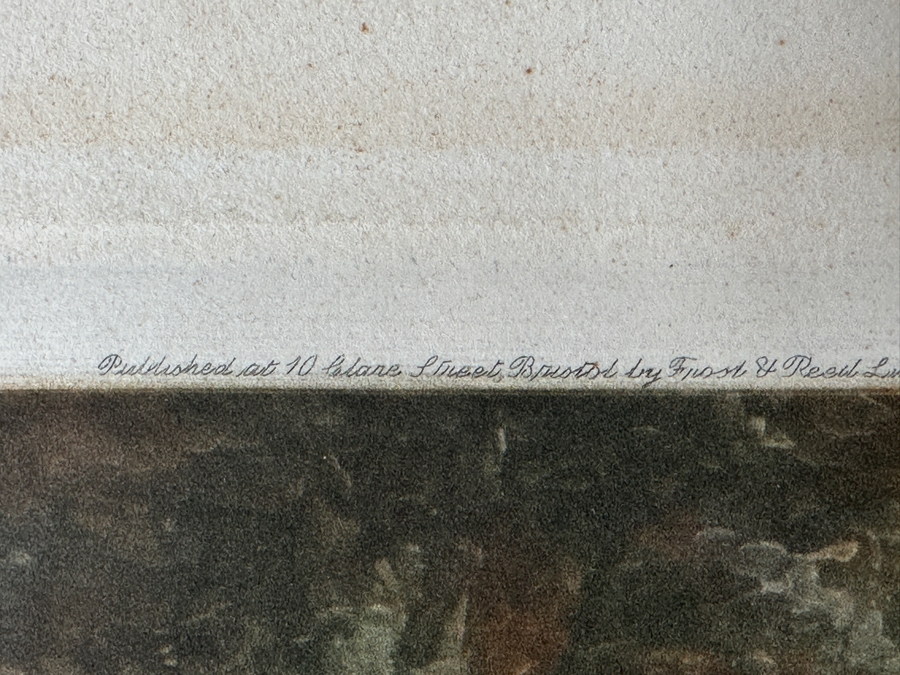 Published at 10 Clare Street, Bristol by Frost & Reed